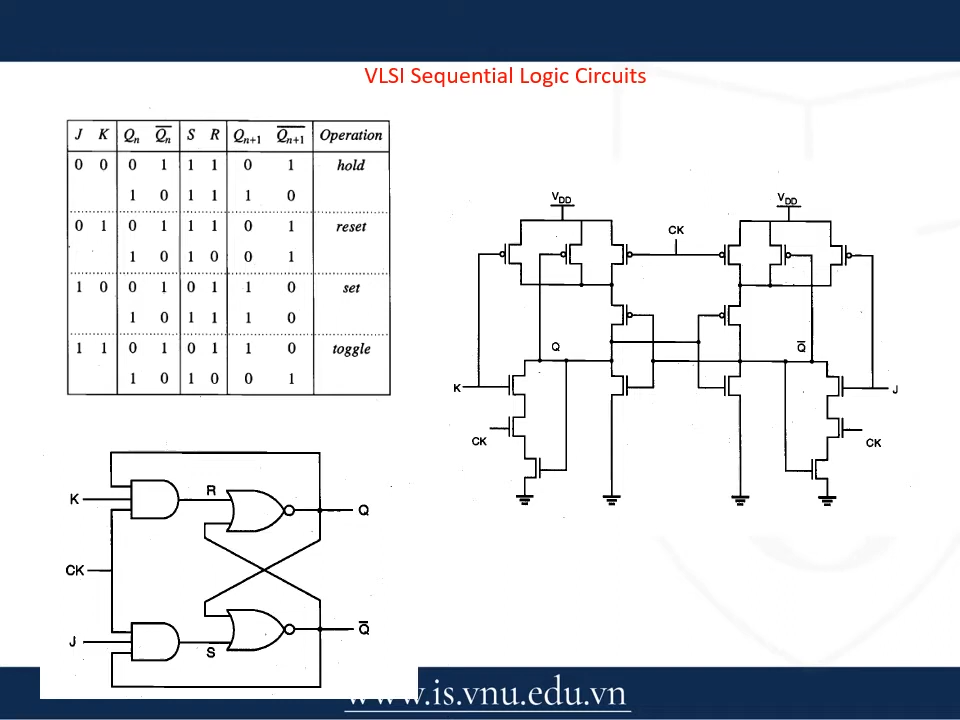 VLSI Sequential Logic Circuits
J K Qn Q̅n̅ S R Qn+1 Q̅n̅+̅1̅ Operation
0 0 0 1 1 1 0 1 hold
1 0 1 1 1 0
0 1 0 1 1 1 0 1 reset
1 0 1 0 0 1
1 0 0 1 0 1 1 0 set
1 0 1 1 1 0
1 1 0 1 0 1 1 0 toggle
1 0 1 0 0 1
VDD
VDD
CK
Q
Q̅
K
J
CK
CK
K
R
Q
CK
J
S
Q̅
www.is.vnu.edu.vn